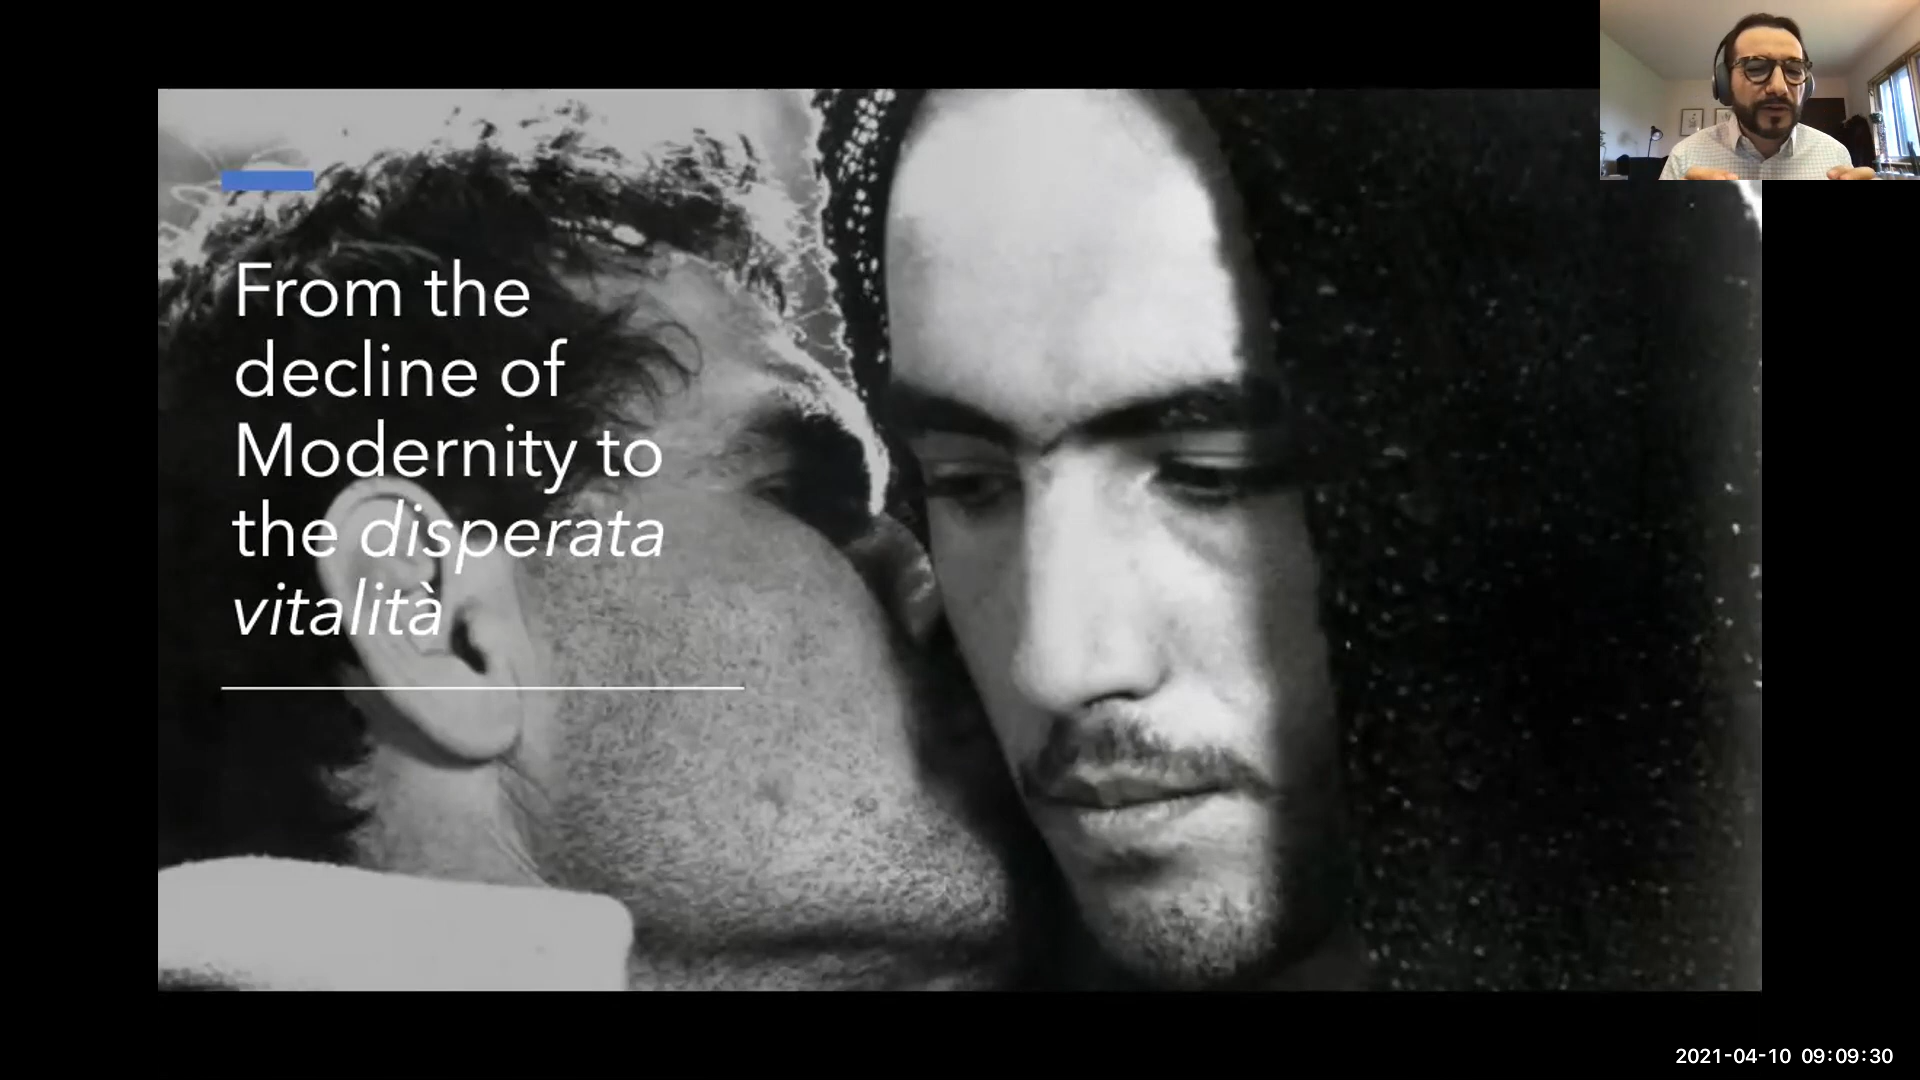 From the
decline of
Modernity to
the disperata
vitalità
2021-04-10 09:09:30